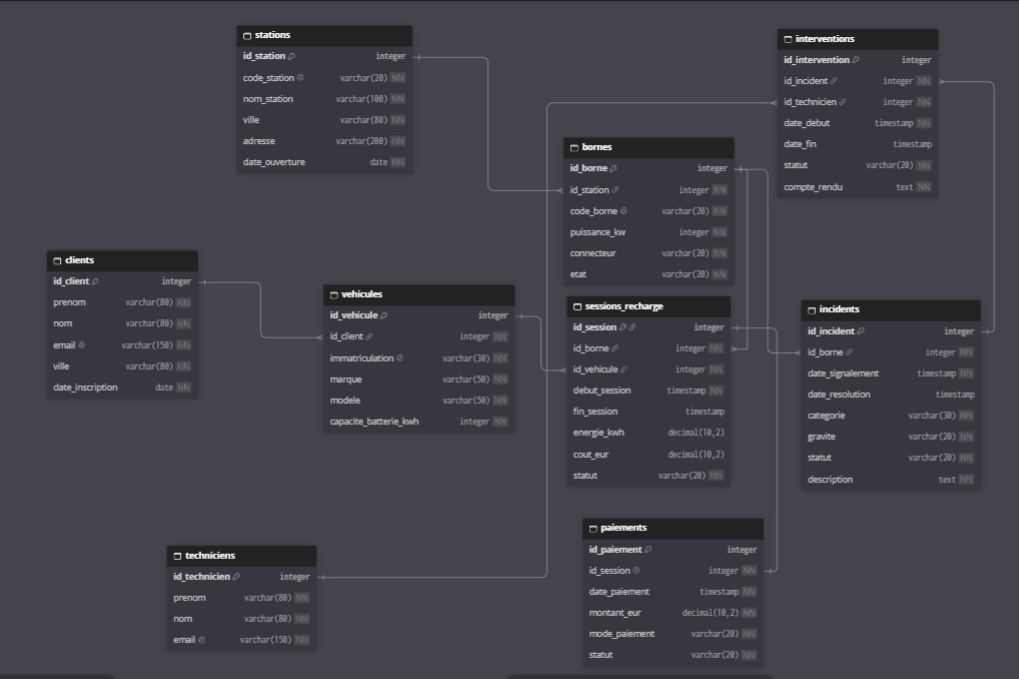 stations
id_station integer
code_station varchar(20) NN
nom_station varchar(100) NN
ville varchar(80) NN
adresse varchar(200) NN
date_ouverture date NN
interventions
id_intervention integer
id_incident integer NN
id_technicien integer NN
date_debut timestamp NN
date_fin timestamp
statut varchar(20) NN
compte_rendu text NN
bornes
id_borne integer
id_station integer NN
code_borne varchar(20) NN
puissance_kw integer NN
connecteur varchar(20) NN
etat varchar(20) NN
clients
id_client integer
prenom varchar(80) NN
nom varchar(80) NN
email varchar(150) NN
ville varchar(80) NN
date_inscription date NN
vehicules
id_vehicule integer
id_client integer NN
immatriculation varchar(30) NN
marque varchar(50) NN
modele varchar(50) NN
capacite_batterie_kwh integer NN
sessions_recharge
id_session integer
id_borne integer NN
id_vehicule integer NN
debut_session timestamp NN
fin_session timestamp
energie_kwh decimal(10,2)
cout_eur decimal(10,2)
statut varchar(20) NN
incidents
id_incident integer
id_borne integer NN
date_signalement timestamp NN
date_resolution timestamp
categorie varchar(30) NN
gravite varchar(20) NN
statut varchar(20) NN
description text NN
techniciens
id_technicien integer
prenom varchar(80) NN
nom varchar(80) NN
email varchar(150) NN
paiements
id_paiement integer
id_session integer NN
date_paiement timestamp NN
montant_eur decimal(10,2) NN
mode_paiement varchar(20) NN
statut varchar(20) NN